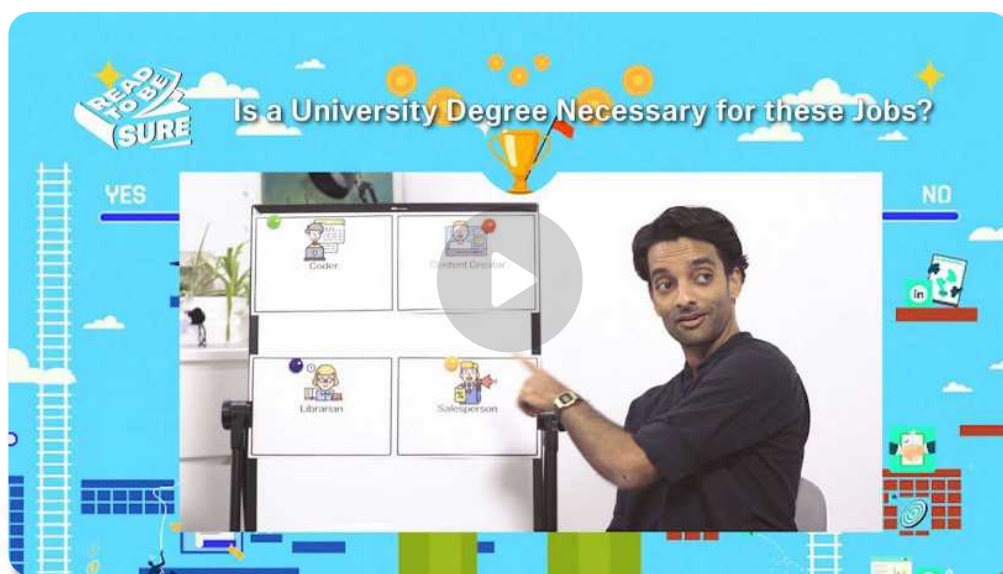 READ
TO BE
SURE
Is a University Degree Necessary for these Jobs?
YES
NO
Coder
Content Creator
in
Librarian
Salesperson